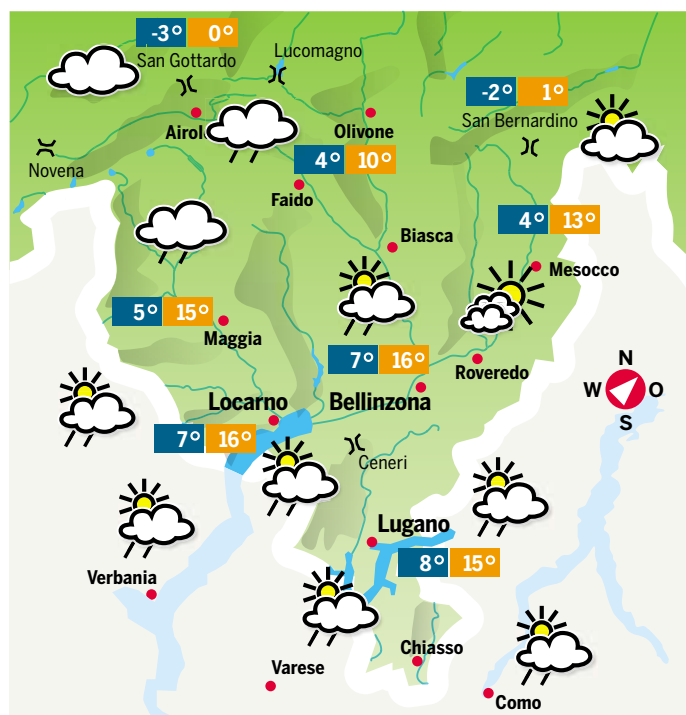 -3° 0°
San Gottardo
Lucomagno
-2° 1°
San Bernardino
Airol
Olivone
Novena
4° 10°
Faido
4° 13°
Biasca
Mesocco
5° 15°
Maggia
7° 16°
Roveredo
N
W O
S
Locarno
Bellinzona
7° 16°
Ceneri
Lugano
8° 15°
Verbania
Chiasso
Varese
Como